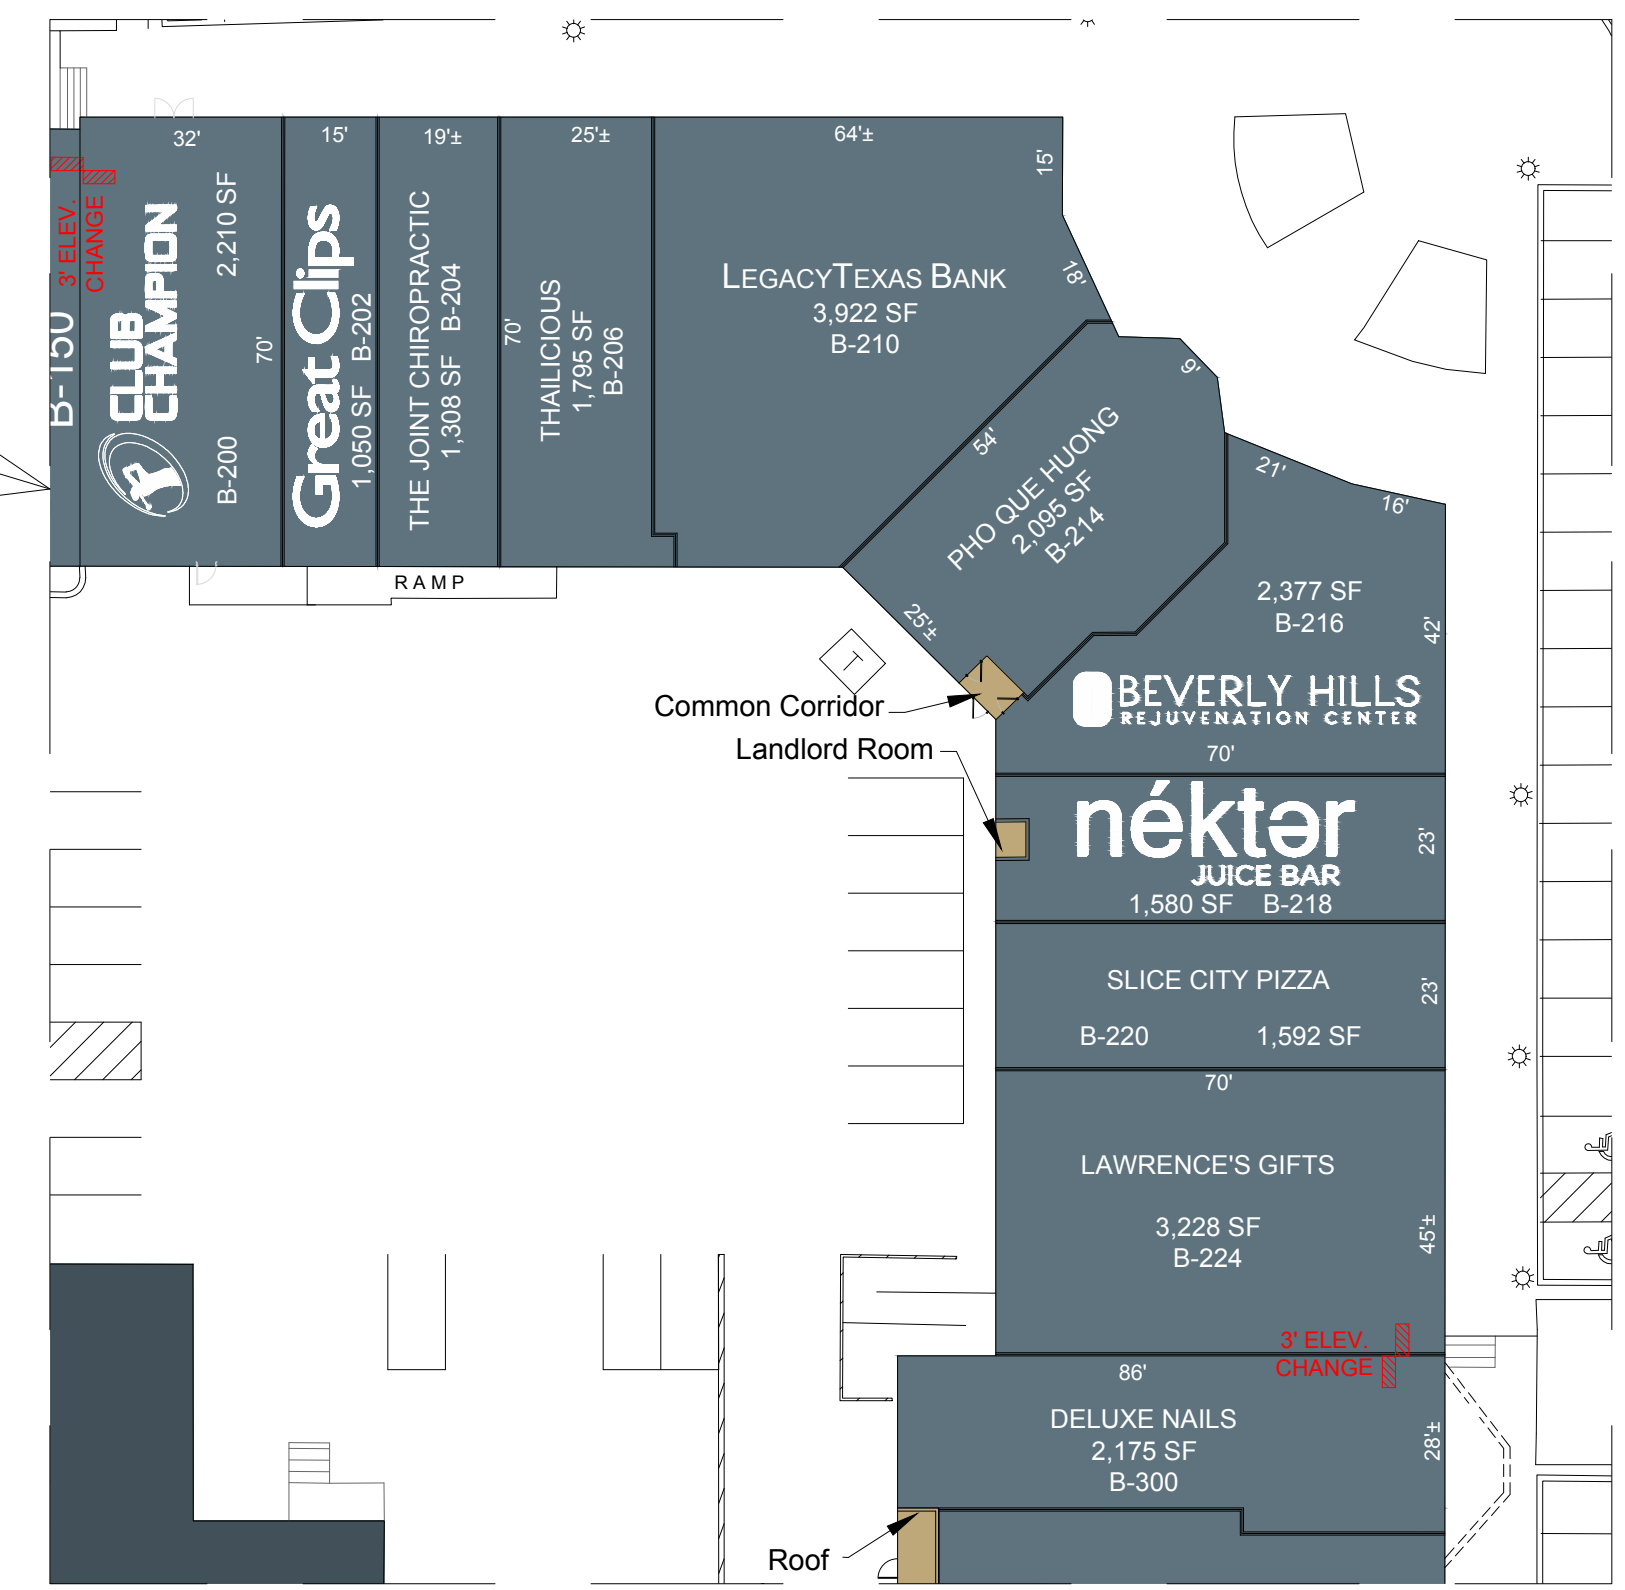 32'
2,210 SF
3' ELEV.
CHANGE
B-150
CLUB
CHAMPION
B-200
70'
15'
Great Clips
1,050 SF B-202
19'±
THE JOINT CHIROPRACTIC
1,308 SF B-204
25'±
70'
THAILICIOUS
1,795 SF
B-206
64'±
15'
18'
LEGACYTEXAS BANK
3,922 SF
B-210
54'
9'
PHO QUE HUONG
2,095 SF
B-214
25'±
21'
16'
2,377 SF
B-216
42'
BEVERLY HILLS
REJUVENATION CENTER
70'
RAMP
T
Common Corridor
Landlord Room
néktər
JUICE BAR
23'
1,580 SF B-218
SLICE CITY PIZZA
23'
B-220 1,592 SF
70'
LAWRENCE'S GIFTS
3,228 SF
B-224
45'±
3' ELEV.
CHANGE
86'
DELUXE NAILS
2,175 SF
B-300
28'±
Roof